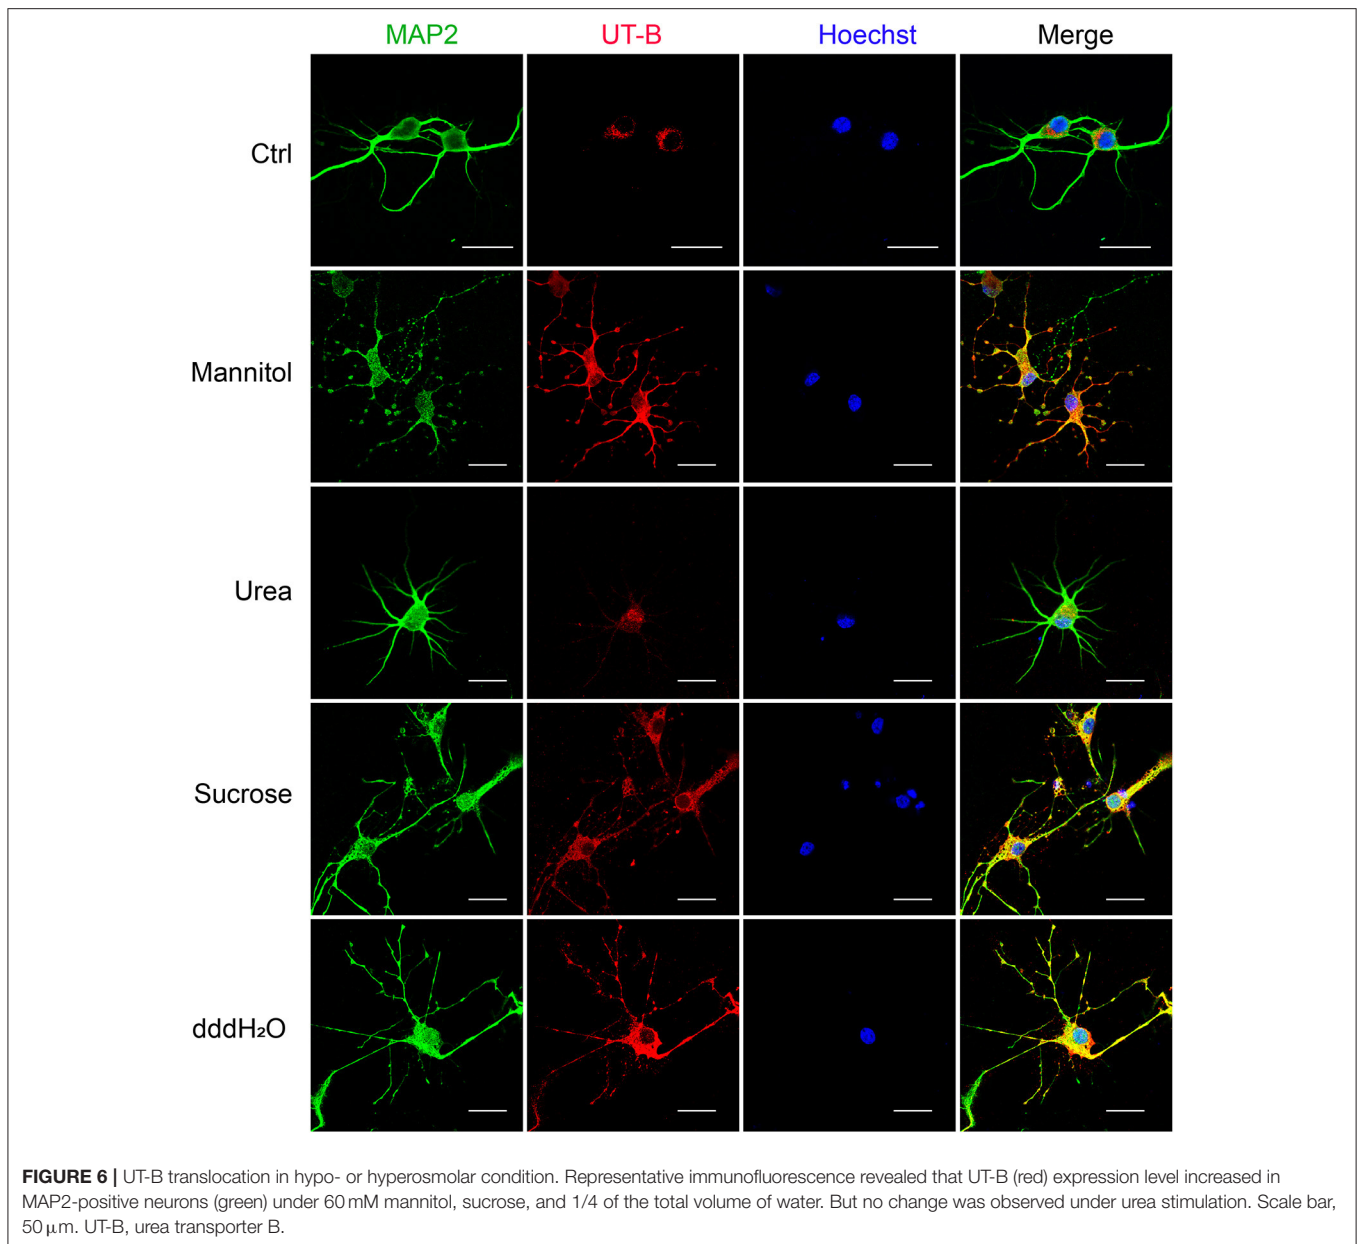 MAP2 UT-B Hoechst Merge
Ctrl
Mannitol
Urea
Sucrose
dddH₂O
FIGURE 6 | UT-B translocation in hypo- or hyperosmolar condition. Representative immunofluorescence revealed that UT-B (red) expression level increased in
MAP2-positive neurons (green) under 60 mM mannitol, sucrose, and 1/4 of the total volume of water. But no change was observed under urea stimulation. Scale bar,
50 μm. UT-B, urea transporter B.